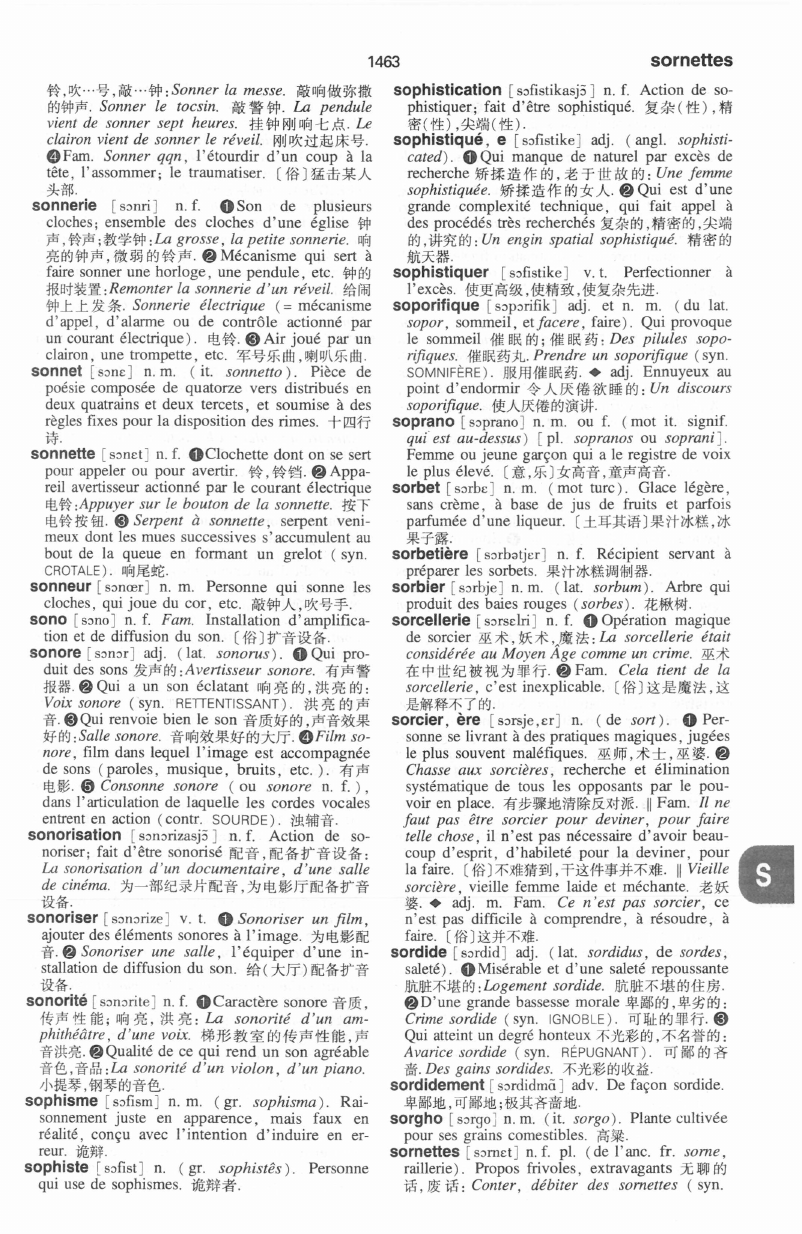 1463
sornettes
铃,吹…号,敲…钟:Sonner la messe. 敲响做弥撒
的钟声. Sonner le tocsin. 敲警钟. La pendule
vient de sonner sept heures. 挂钟刚响七点. Le
clairon vient de sonner le réveil. 刚吹过起床号.
❹Fam. Sonner qqn, l'étourdir d'un coup à la
tête, l'assommer; le traumatiser. 〔俗〕猛击某人
头部.
sonnerie [sɔnri] n. f. ❶Son de plusieurs
cloches; ensemble des cloches d'une église 钟
声,铃声;教学钟:La grosse, la petite sonnerie. 响
亮的钟声,微弱的铃声. ❷Mécanisme qui sert à
faire sonner une horloge, une pendule, etc. 钟的
报时装置:Remonter la sonnerie d'un réveil. 给闹
钟上上发条. Sonnerie électrique (= mécanisme
d'appel, d'alarme ou de contrôle actionné par
un courant électrique). 电铃. ❸Air joué par un
clairon, une trompette, etc. 军号乐曲,喇叭乐曲.
sonnet [sɔnɛ] n. m. (it. sonnetto). Pièce de
poésie composée de quatorze vers distribués en
deux quatrains et deux tercets, et soumise à des
règles fixes pour la disposition des rimes. 十四行
诗.
sonnette [sɔnɛt] n. f. ❶Clochette dont on se sert
pour appeler ou pour avertir. 铃,铃铛. ❷Appa-
reil avertisseur actionné par le courant électrique
电铃:Appuyer sur le bouton de la sonnette. 按下
电铃按钮. ❸ Serpent à sonnette, serpent veni-
meux dont les mues successives s'accumulent au
bout de la queue en formant un grelot (syn.
CROTALE). 响尾蛇.
sonneur [sɔnœr] n. m. Personne qui sonne les
cloches, qui joue du cor, etc. 敲钟人,吹号手.
sono [sɔno] n. f. Fam. Installation d'amplifica-
tion et de diffusion du son. 〔俗〕扩音设备.
sonore [sɔnɔr] adj. (lat. sonorus). ❶Qui pro-
duit des sons 发声的:Avertisseur sonore. 有声警
报器. ❷Qui a un son éclatant 响亮的,洪亮的:
Voix sonore (syn. RETENTISSANT). 洪亮的声
音. ❸Qui renvoie bien le son 音质好的,声音效果
好的:Salle sonore. 音响效果好的大厅. ❹Film so-
nore, film dans lequel l'image est accompagnée
de sons (paroles, musique, bruits, etc.). 有声
电影. ❺ Consonne sonore (ou sonore n. f.),
dans l'articulation de laquelle les cordes vocales
entrent en action (contr. SOURDE). 浊辅音.
sonorisation [sɔnɔrizasjɔ̃] n. f. Action de so-
noriser; fait d'être sonorisé 配音,配备扩音设备:
La sonorisation d'un documentaire, d'une salle
de cinéma. 为一部纪录片配音,为电影厅配备扩音
设备.
sonoriser [sɔnɔrize] v. t. ❶ Sonoriser un film,
ajouter des éléments sonores à l'image. 为电影配
音. ❷ Sonoriser une salle, l'équiper d'une in-
stallation de diffusion du son. 给(大厅)配备扩音
设备.
sonorité [sɔnɔrite] n. f. ❶Caractère sonore 音质,
传声性能; 响亮, 洪亮: La sonorité d'un am-
phithéâtre, d'une voix. 梯形教室的传声性能,声
音洪亮. ❷Qualité de ce qui rend un son agréable
音色,音品:La sonorité d'un violon, d'un piano.
小提琴,钢琴的音色.
sophisme [sɔfism] n. m. (gr. sophisma). Rai-
sonnement juste en apparence, mais faux en
réalité, conçu avec l'intention d'induire en er-
reur. 诡辩.
sophiste [sɔfist] n. (gr. sophistês). Personne
qui use de sophismes. 诡辩者.
sophistication [sɔfistikasjɔ̃] n. f. Action de so-
phistiquer; fait d'être sophistiqué. 复杂(性),精
密(性),尖端(性).
sophistiqué, e [sɔfistike] adj. (angl. sophisti-
cated). ❶Qui manque de naturel par excès de
recherche 矫揉造作的,老于世故的: Une femme
sophistiquée. 矫揉造作的女人. ❷Qui est d'une
grande complexité technique, qui fait appel à
des procédés très recherchés 复杂的,精密的,尖端
的,讲究的: Un engin spatial sophistiqué. 精密的
航天器.
sophistiquer [sɔfistike] v. t. Perfectionner à
l'excès. 使更高级,使精致,使复杂先进.
soporifique [sɔpɔrifik] adj. et n. m. (du lat.
sopor, sommeil, et facere, faire). Qui provoque
le sommeil 催眠的;催眠药: Des pilules sopo-
rifiques. 催眠药丸. Prendre un soporifique (syn.
SOMNIFÈRE). 服用催眠药. ◆ adj. Ennuyeux au
point d'endormir 令人厌倦欲睡的: Un discours
soporifique. 使人厌倦的演讲.
soprano [sɔprano] n. m. ou f. (mot it. signif.
qui est au-dessus) [pl. sopranos ou soprani].
Femme ou jeune garçon qui a le registre de voix
le plus élevé. 〔意,乐〕女高音,童声高音.
sorbet [sɔrbɛ] n. m. (mot turc). Glace légère,
sans crème, à base de jus de fruits et parfois
parfumée d'une liqueur. 〔土耳其语〕果汁冰糕,冰
果子露.
sorbetière [sɔrbətjɛr] n. f. Récipient servant à
préparer les sorbets. 果汁冰糕调制器.
sorbier [sɔrbje] n. m. (lat. sorbum). Arbre qui
produit des baies rouges (sorbes). 花楸树.
sorcellerie [sɔrsɛlri] n. f. ❶Opération magique
de sorcier 巫术,妖术,魔法: La sorcellerie était
considérée au Moyen Âge comme un crime. 巫术
在中世纪被视为罪行. ❷Fam. Cela tient de la
sorcellerie, c'est inexplicable. 〔俗〕这是魔法,这
是解释不了的.
sorcier, ère [sɔrsje,ɛr] n. (de sort). ❶ Per-
sonne se livrant à des pratiques magiques, jugées
le plus souvent maléfiques. 巫师,术士,巫婆. ❷
Chasse aux sorcières, recherche et élimination
systématique de tous les opposants par le pou-
voir en place. 有步骤地清除反对派. ‖ Fam. Il ne
faut pas être sorcier pour deviner, pour faire
telle chose, il n'est pas nécessaire d'avoir beau-
coup d'esprit, d'habileté pour la deviner, pour
la faire. 〔俗〕不难猜到,干这件事并不难. ‖ Vieille
sorcière, vieille femme laide et méchante. 老妖
婆. ◆ adj. m. Fam. Ce n'est pas sorcier, ce
n'est pas difficile à comprendre, à résoudre, à
faire. 〔俗〕这并不难.
sordide [sɔrdid] adj. (lat. sordidus, de sordes,
saleté). ❶Misérable et d'une saleté repoussante
肮脏不堪的:Logement sordide. 肮脏不堪的住房.
❷D'une grande bassesse morale 卑鄙的,卑劣的:
Crime sordide (syn. IGNOBLE). 可耻的罪行. ❸
Qui atteint un degré honteux 不光彩的,不名誉的:
Avarice sordide (syn. RÉPUGNANT). 可鄙的吝
啬. Des gains sordides. 不光彩的收益.
sordidement [sɔrdidmɑ̃] adv. De façon sordide.
卑鄙地,可鄙地;极其吝啬地.
sorgho [sɔrgo] n. m. (it. sorgo). Plante cultivée
pour ses grains comestibles. 高粱.
sornettes [sɔrnɛt] n. f. pl. (de l'anc. fr. sorne,
raillerie). Propos frivoles, extravagants 无聊的
话,废话: Conter, débiter des sornettes (syn.
S